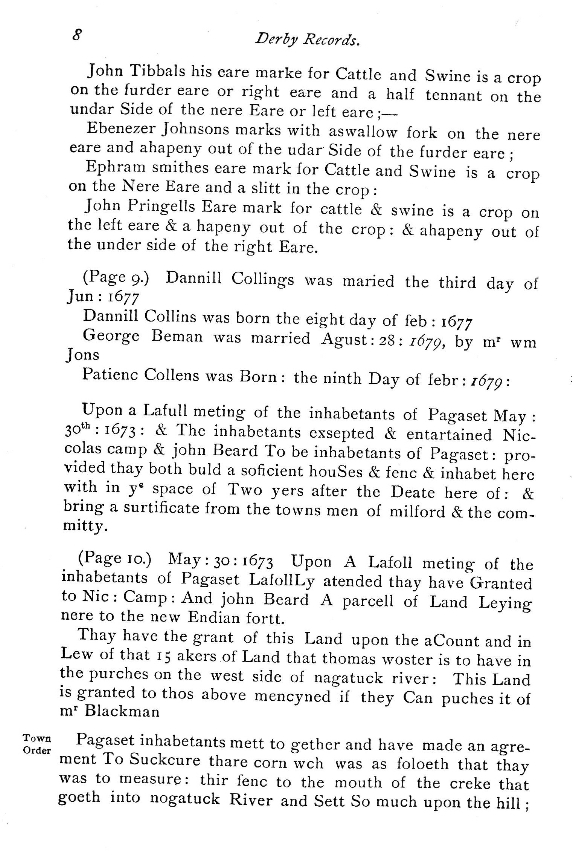 8 Derby Records.
John Tibbals his eare marke for Cattle and Swine is a crop
on the furder eare or right eare and a half tennant on the
undar Side of the nere Eare or left eare ;—
Ebenezer Johnsons marks with aswallow fork on the nere
eare and ahapeny out of the udar Side of the furder eare ;
Ephram smithes eare mark for Cattle and Swine is a crop
on the Nere Eare and a slitt in the crop :
John Pringells Eare mark for cattle & swine is a crop on
the left eare & a hapeny out of the crop : & ahapeny out of
the under side of the right Eare.
(Page 9.) Dannill Collings was maried the third day of
Jun : 1677
Dannill Collins was born the eight day of feb : 1677
George Beman was married Agust : 28 : 1679, by mr wm
Jons
Patienc Collens was Born : the ninth Day of febr : 1679 :
Upon a Lafull meting of the inhabetants of Pagaset May :
30th : 1673 : & The inhabetants exsepted & entartained Nic-
colas camp & john Beard To be inhabetants of Pagaset : pro-
vided thay both buld a soficient houSes & fenc & inhabet here
with in ye space of Two yers after the Deate here of : &
bring a surtificate from the towns men of milford & the com-
mitty.
(Page 10.) May : 30 : 1673 Upon A Lafoll meting of the
inhabetants of Pagaset LafollLy atended thay have Granted
to Nic : Camp : And john Beard A parcell of Land Leying
nere to the new Endian fortt.
Thay have the grant of this Land upon the aCount and in
Lew of that 15 akers of Land that thomas woster is to have in
the purches on the west side of nagatuck river : This Land
is granted to thos above mencyned if they Can puches it of
mr Blackman
Town
Order
Pagaset inhabetants mett to gether and have made an agre-
ment To Suckcure thare corn wch was as foloeth that thay
was to measure : thir fenc to the mouth of the creke that
goeth into nogatuck River and Sett So much upon the hill ;